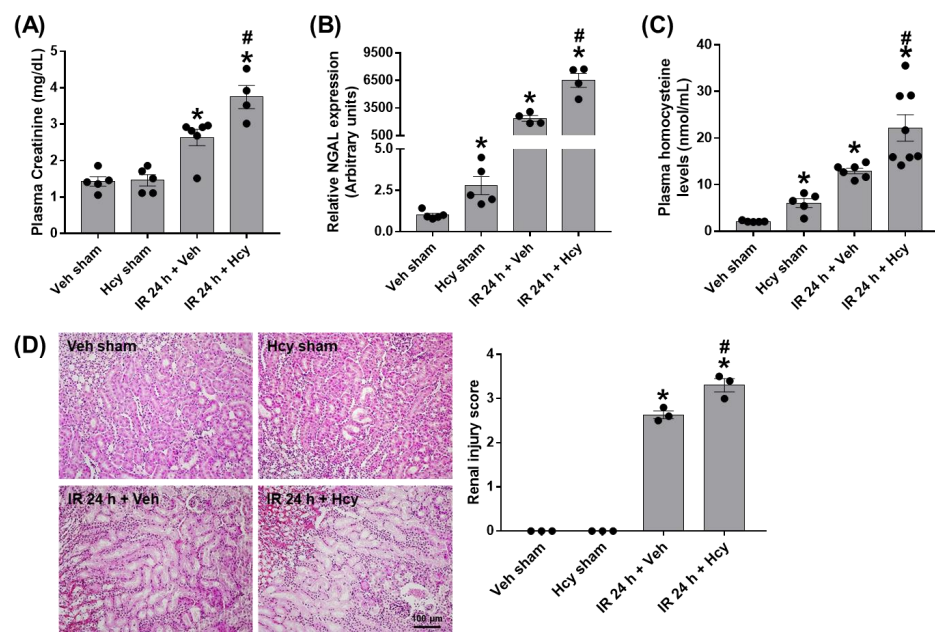 (A)
Plasma Creatinine (mg/dL)
5
4
3
2
1
0
*
#
*
Veh sham
Hcy sham
IR 24 h + Veh
IR 24 h + Hcy
(B)
Relative NGAL expression
(Arbitrary units)
9500
6500
3500
500
5.0
2.5
0.0
*
*
#
*
Veh sham
Hcy sham
IR 24 h + Veh
IR 24 h + Hcy
(C)
Plasma homocysteine
levels (nmol/mL)
40
30
20
10
0
*
*
#
*
Veh sham
Hcy sham
IR 24 h + Veh
IR 24 h + Hcy
(D)
Veh sham
Hcy sham
IR 24 h + Veh
IR 24 h + Hcy
100 µm
Renal injury score
4
3
2
1
0
*
#
*
Veh sham
Hcy sham
IR 24 h + Veh
IR 24 h + Hcy